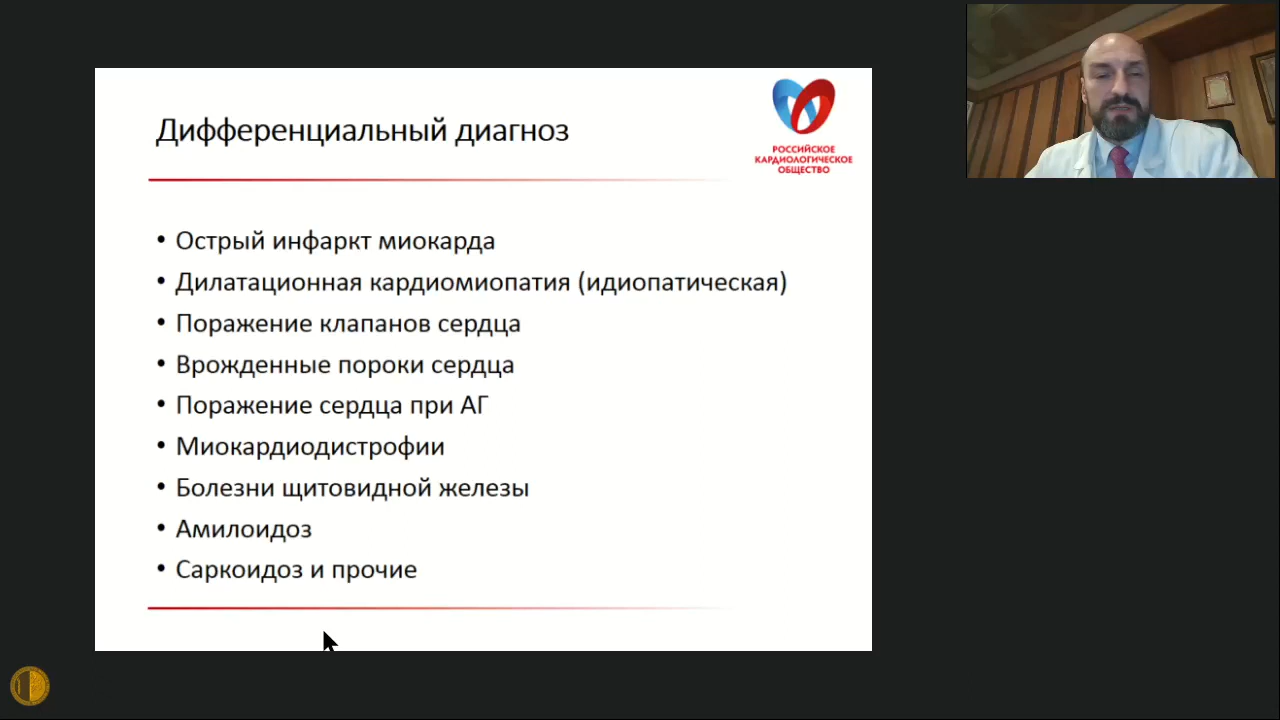 Дифференциальный диагноз
РОССИЙСКОЕ
КАРДИОЛОГИЧЕСКОЕ
ОБЩЕСТВО
• Острый инфаркт миокарда
• Дилатационная кардиомиопатия (идиопатическая)
• Поражение клапанов сердца
• Врожденные пороки сердца
• Поражение сердца при АГ
• Миокардиодистрофии
• Болезни щитовидной железы
• Амилоидоз
• Саркоидоз и прочие